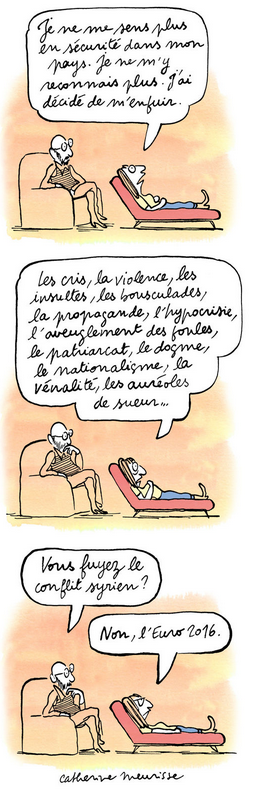 Je ne me sens plus
en sécurité dans mon
pays. Je ne m'y
reconnais plus. J'ai
décidé de m'enfuir.
Les cris, la violence, les
insultes, les bousculades,
la propagande, l'hypocrisie,
l'aveuglement des foules,
le patriarcat, le dogme,
le nationalisme, la
vénalité, les auréoles
de sueur...
Vous fuyez le
conflit syrien ?
Non, l'Euro 2016.
catherine meurisse